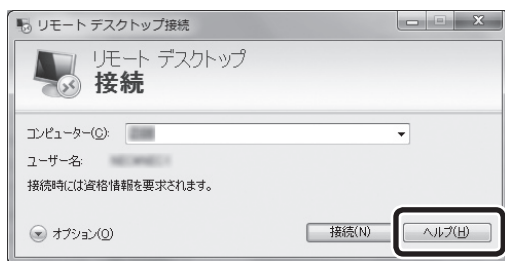 リモート デスクトップ接続
リモート デスクトップ
接続
コンピューター(C):
ユーザー名:
接続時には資格情報を要求されます。
オプション(O)
接続(N)
ヘルプ(H)